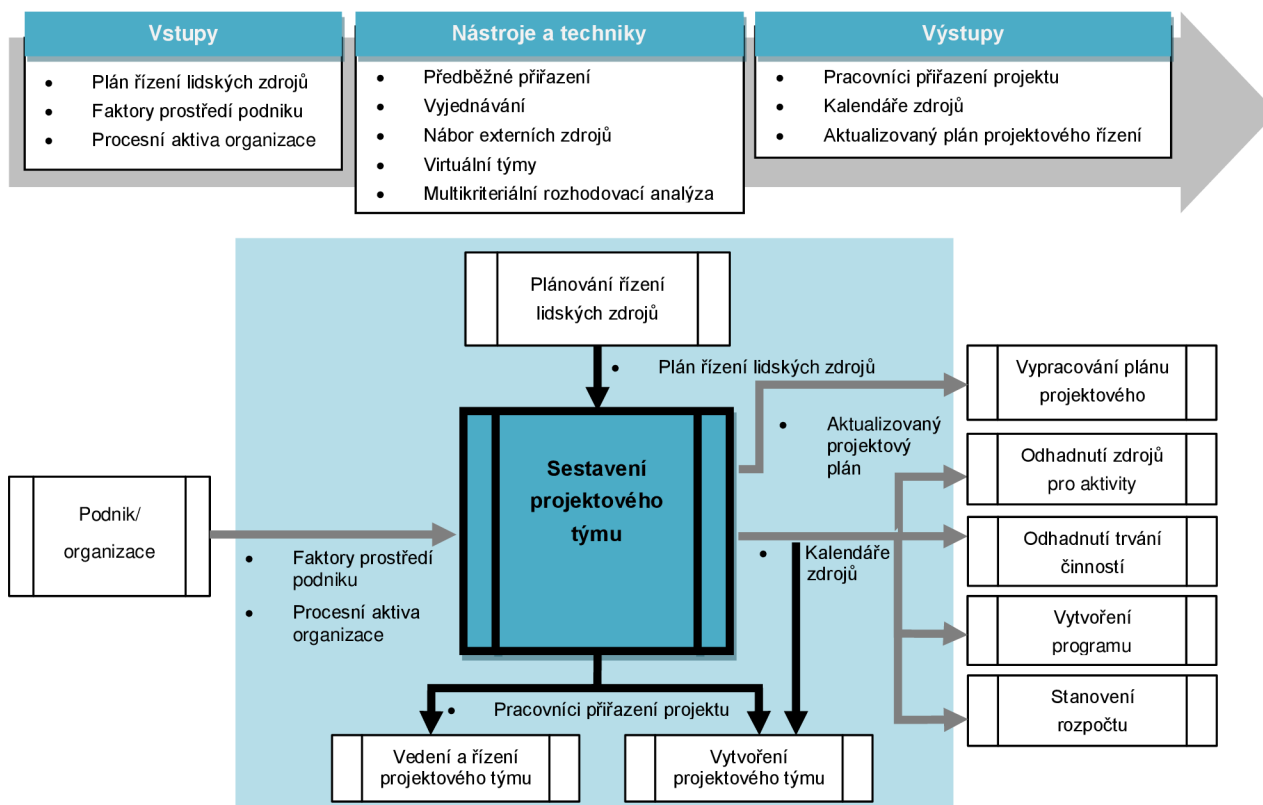 Vstupy
• Plán řízení lidských zdrojů
• Faktory prostředí podniku
• Procesní aktiva organizace
Nástroje a techniky
• Předběžné přiřazení
• Vyjednávání
• Nábor externích zdrojů
• Virtuální týmy
• Multikriteriální rozhodovací analýza
Výstupy
• Pracovníci přiřazení projektu
• Kalendáře zdrojů
• Aktualizovaný plán projektového řízení
Plánování řízení
lidských zdrojů
• Plán řízení lidských zdrojů
Vypracování plánu
projektového
• Aktualizovaný
projektový
plán
Sestavení
projektového
týmu
Odhadnutí zdrojů
pro aktivity
Podnik/
organizace
Odhadnutí trvání
činností
• Faktory prostředí
podniku
• Procesní aktiva
organizace
• Kalendáře
zdrojů
Vytvoření
programu
Stanovení
rozpočtu
• Pracovníci přiřazení projektu
Vedení a řízení
projektového týmu
Vytvoření
projektového týmu